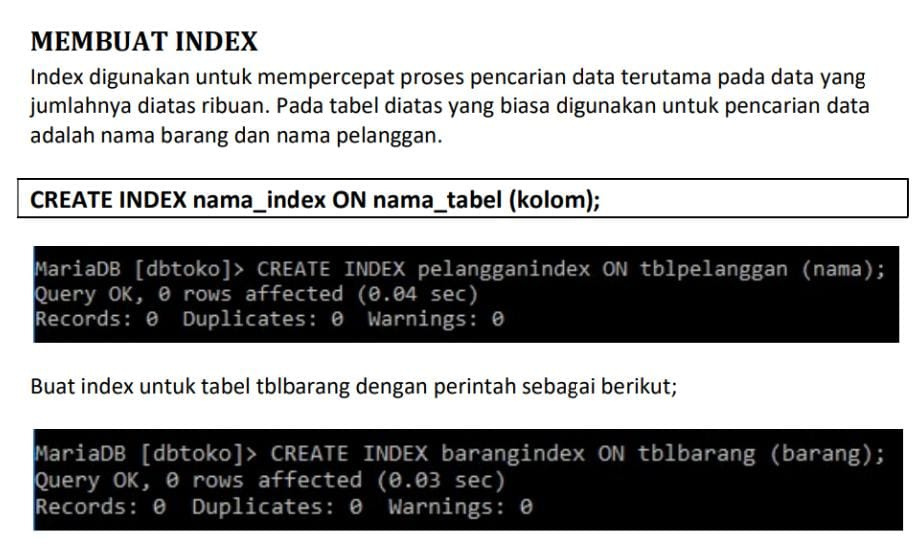 MEMBUAT INDEX
Index digunakan untuk mempercepat proses pencarian data terutama pada data yang
jumlahnya diatas ribuan. Pada tabel diatas yang biasa digunakan untuk pencarian data
adalah nama barang dan nama pelanggan.
CREATE INDEX nama_index ON nama_tabel (kolom);
MariaDB [dbtoko]> CREATE INDEX pelangganindex ON tblpelanggan (nama);
Query OK, 0 rows affected (0.04 sec)
Records: 0  Duplicates: 0  Warnings: 0
Buat index untuk tabel tblbarang dengan perintah sebagai berikut;
MariaDB [dbtoko]> CREATE INDEX barangindex ON tblbarang (barang);
Query OK, 0 rows affected (0.03 sec)
Records: 0  Duplicates: 0  Warnings: 0